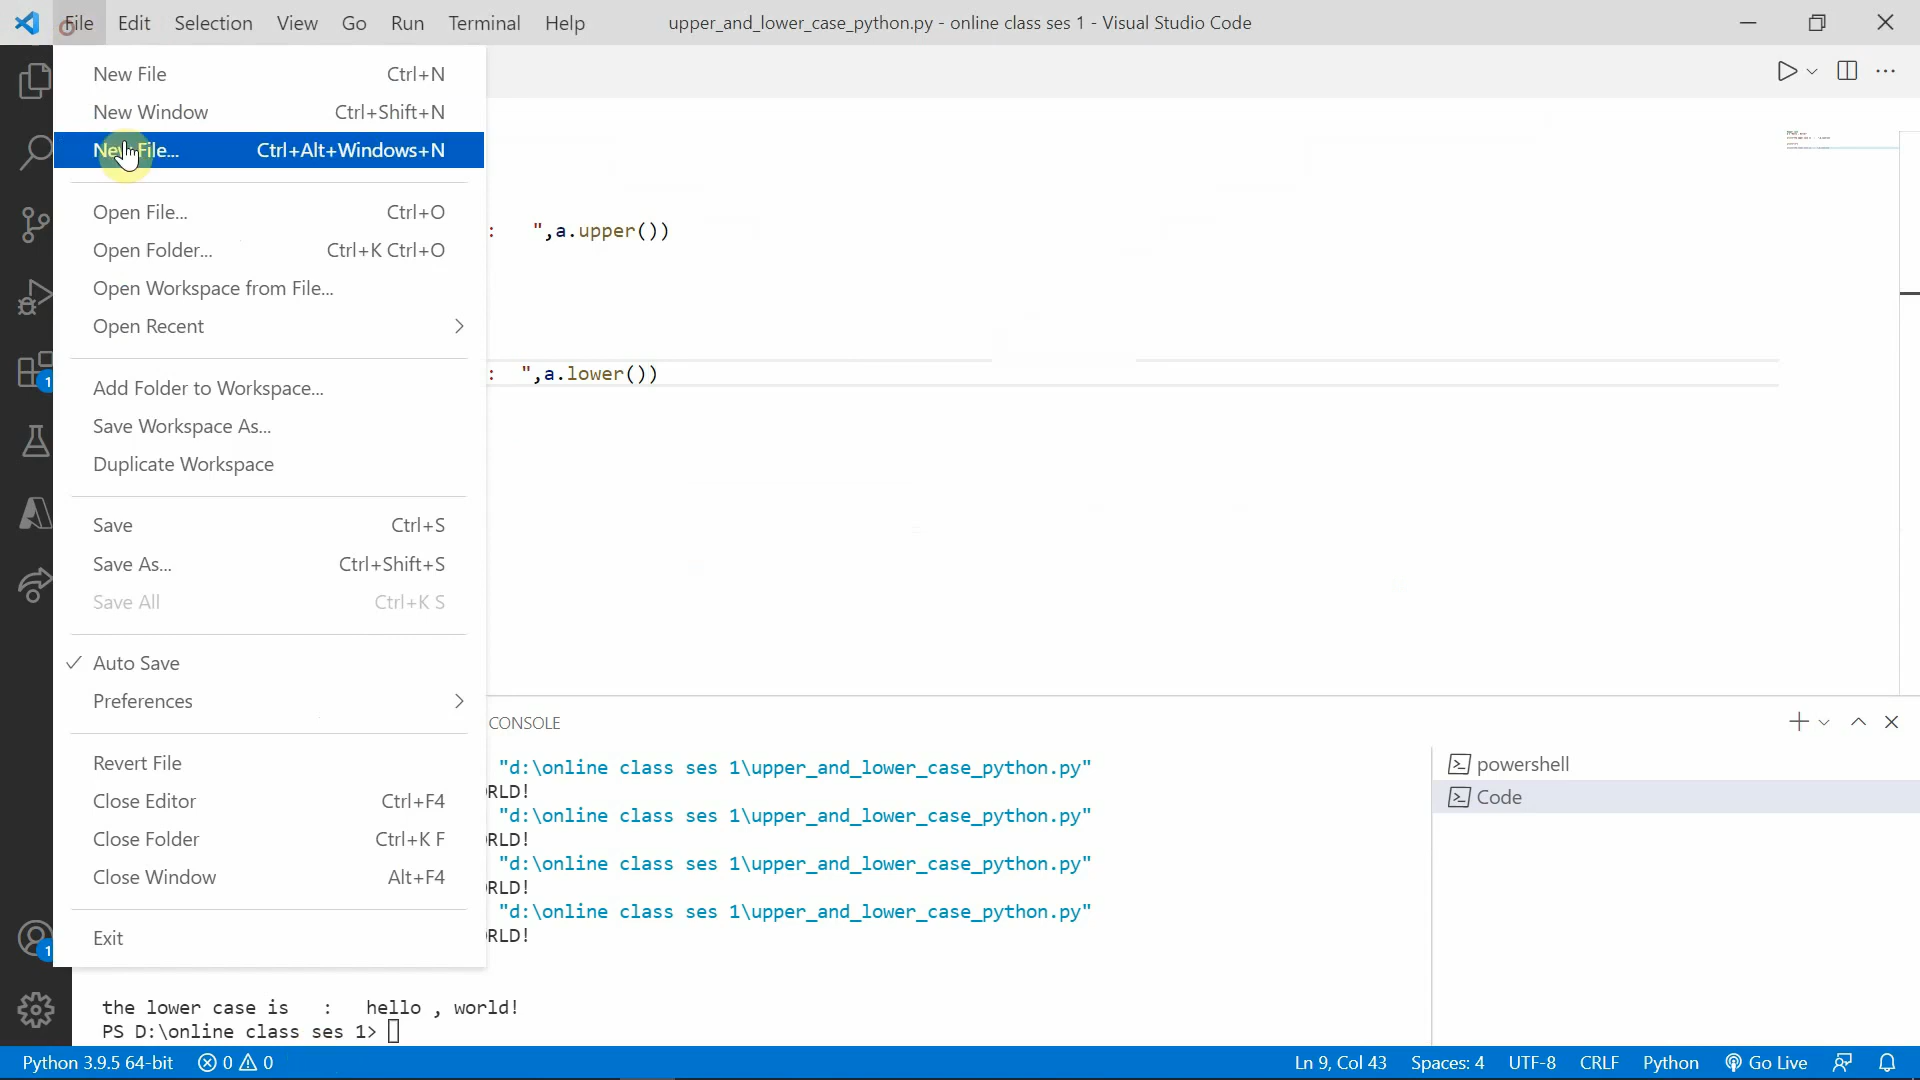 File Edit Selection View Go Run Terminal Help upper_and_lower_case_python.py - online class ses 1 - Visual Studio Code
New File Ctrl+N
New Window Ctrl+Shift+N
New File... Ctrl+Alt+Windows+N
Open File... Ctrl+O
: ",a.upper())
Open Folder... Ctrl+K Ctrl+O
Open Workspace from File...
Open Recent
: ",a.lower())
Add Folder to Workspace...
Save Workspace As...
Duplicate Workspace
Save Ctrl+S
Save As... Ctrl+Shift+S
Save All Ctrl+K S
Auto Save
Preferences
CONSOLE
Revert File
Close Editor Ctrl+F4
Close Folder Ctrl+K F
Close Window Alt+F4
Exit
"d:\online class ses 1\upper_and_lower_case_python.py"
RLD!
"d:\online class ses 1\upper_and_lower_case_python.py"
RLD!
"d:\online class ses 1\upper_and_lower_case_python.py"
RLD!
"d:\online class ses 1\upper_and_lower_case_python.py"
RLD!
the lower case is : hello , world!
PS D:\online class ses 1>
powershell
Code
1
1
Python 3.9.5 64-bit 0 0 Ln 9, Col 43 Spaces: 4 UTF-8 CRLF Python Go Live